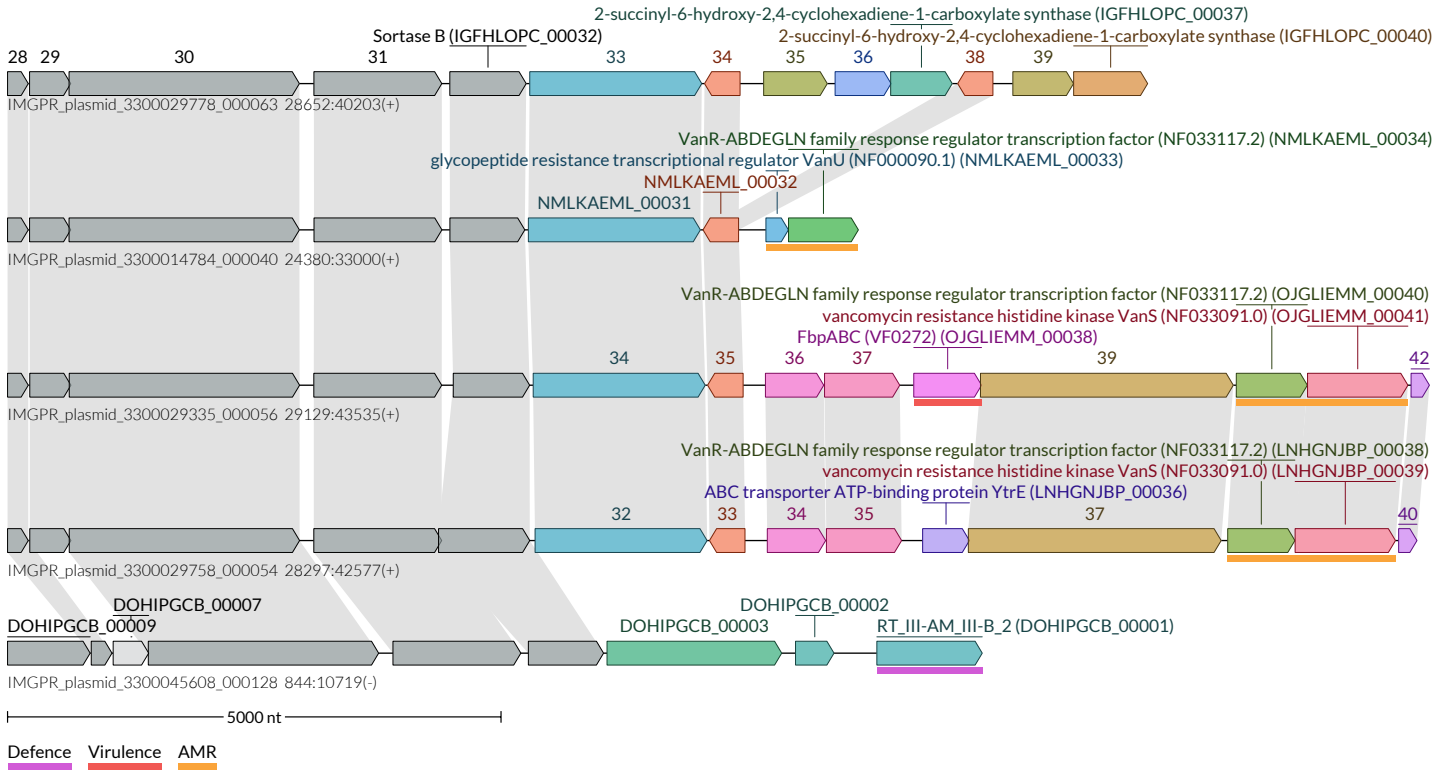 2-succinyl-6-hydroxy-2,4-cyclohexadiene-1-carboxylate synthase (IGFHLOPC_00037)
Sortase B (IGFHLOPC_00032) 2-succinyl-6-hydroxy-2,4-cyclohexadiene-1-carboxylate synthase (IGFHLOPC_00040)
28 29 30 31 33 34 35 36 38 39
IMGPR_plasmid_3300029778_000063 28652:40203(+)
VanR-ABDEGLN family response regulator transcription factor (NF033117.2) (NMLKAEML_00034)
glycopeptide resistance transcriptional regulator VanU (NF000090.1) (NMLKAEML_00033)
NMLKAEML_00032
NMLKAEML_00031
IMGPR_plasmid_3300014784_000040 24380:33000(+)
VanR-ABDEGLN family response regulator transcription factor (NF033117.2) (OJGLIEMM_00040)
vancomycin resistance histidine kinase VanS (NF033091.0) (OJGLIEMM_00041)
FbpABC (VF0272) (OJGLIEMM_00038)
34 35 36 37 39 42
IMGPR_plasmid_3300029335_000056 29129:43535(+)
VanR-ABDEGLN family response regulator transcription factor (NF033117.2) (LNHGNJBP_00038)
vancomycin resistance histidine kinase VanS (NF033091.0) (LNHGNJBP_00039)
ABC transporter ATP-binding protein YtrE (LNHGNJBP_00036)
32 33 34 35 37 40
IMGPR_plasmid_3300029758_000054 28297:42577(+)
DOHIPGCB_00007 DOHIPGCB_00002
DOHIPGCB_00009 DOHIPGCB_00003 RT_III-AM_III-B_2 (DOHIPGCB_00001)
IMGPR_plasmid_3300045608_000128 844:10719(-)
5000 nt
Defence Virulence AMR